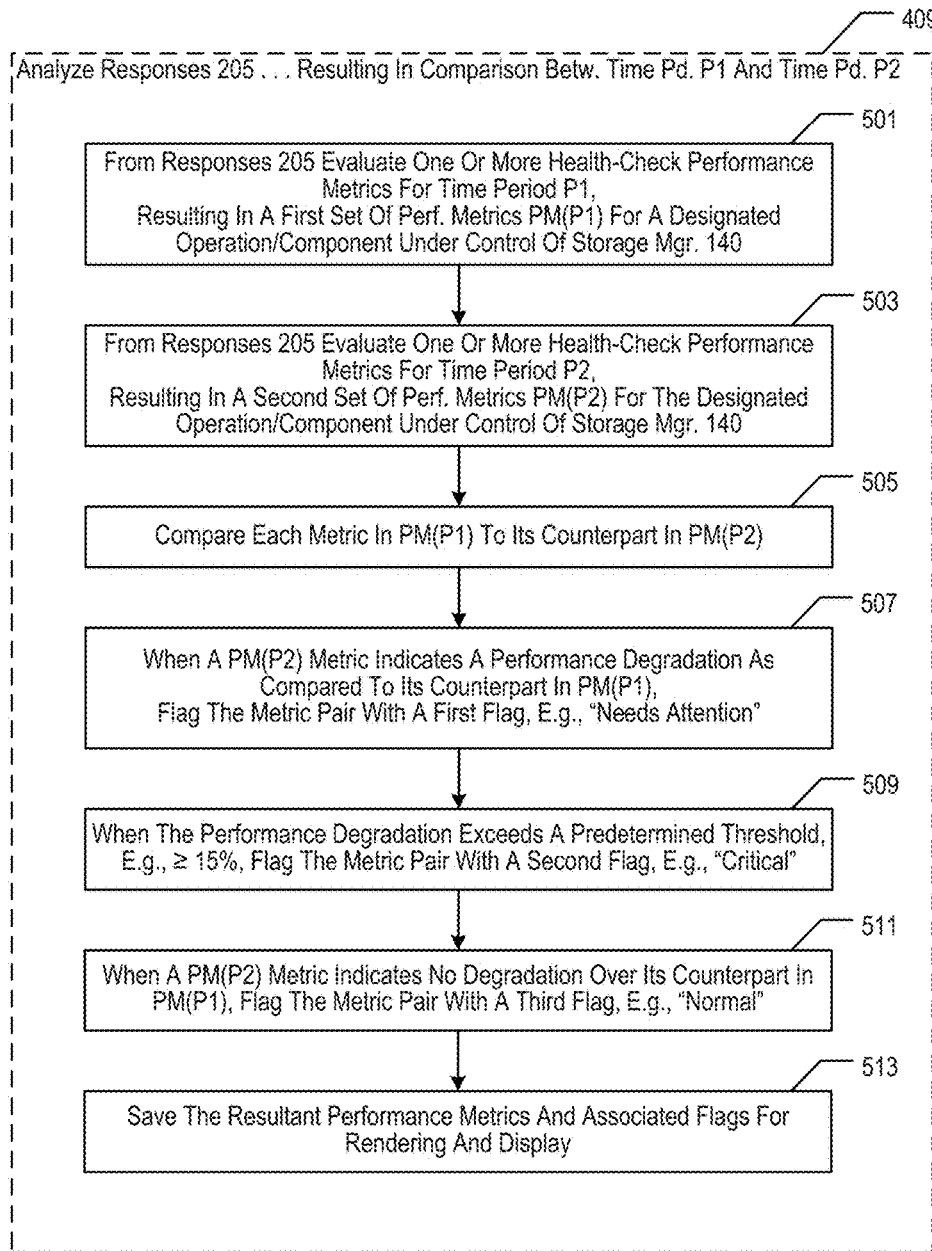 409
Analyze Responses 205 . . . Resulting In Comparison Betw. Time Pd. P1 And Time Pd. P2
501
From Responses 205 Evaluate One Or More Health-Check Performance
Metrics For Time Period P1,
Resulting In A First Set Of Perf. Metrics PM(P1) For A Designated
Operation/Component Under Control Of Storage Mgr. 140
503
From Responses 205 Evaluate One Or More Health-Check Performance
Metrics For Time Period P2,
Resulting In A Second Set Of Perf. Metrics PM(P2) For The Designated
Operation/Component Under Control Of Storage Mgr. 140
505
Compare Each Metric In PM(P1) To Its Counterpart In PM(P2)
507
When A PM(P2) Metric Indicates A Performance Degradation As
Compared To Its Counterpart In PM(P1),
Flag The Metric Pair With A First Flag, E.g., “Needs Attention”
509
When The Performance Degradation Exceeds A Predetermined Threshold,
E.g., ≥ 15%, Flag The Metric Pair With A Second Flag, E.g., “Critical”
511
When A PM(P2) Metric Indicates No Degradation Over Its Counterpart In
PM(P1), Flag The Metric Pair With A Third Flag, E.g., “Normal”
513
Save The Resultant Performance Metrics And Associated Flags For
Rendering And Display